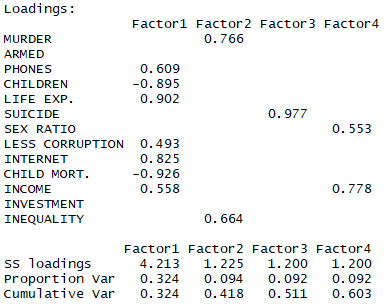 Loadings:
Factor1 Factor2 Factor3 Factor4
MURDER 0.766
ARMED
PHONES 0.609
CHILDREN -0.895
LIFE EXP. 0.902
SUICIDE 0.977
SEX RATIO 0.553
LESS CORRUPTION 0.493
INTERNET 0.825
CHILD MORT. -0.926
INCOME 0.558 0.778
INVESTMENT
INEQUALITY 0.664
Factor1 Factor2 Factor3 Factor4
SS loadings 4.213 1.225 1.200 1.200
Proportion Var 0.324 0.094 0.092 0.092
Cumulative Var 0.324 0.418 0.511 0.603